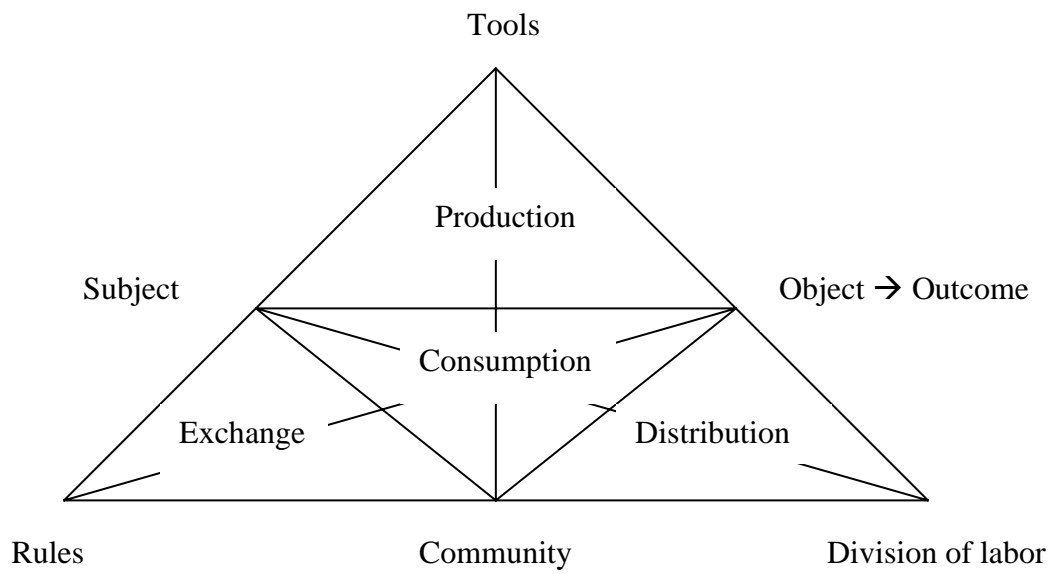 Tools
Production
Subject
Object → Outcome
Consumption
Exchange
Distribution
Rules
Community
Division of labor